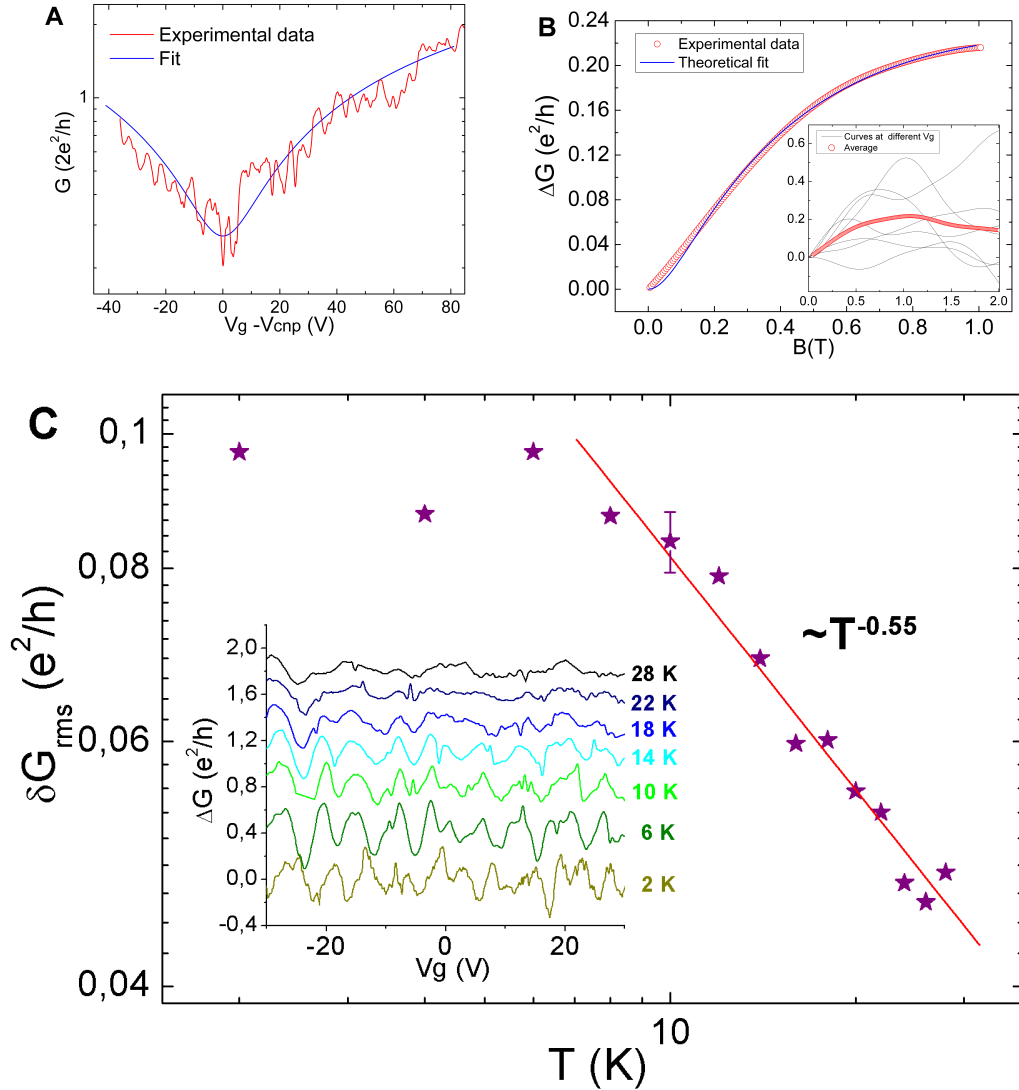 A
Experimental data
Fit
G (2e²/h)
1
-40 -20 0 20 40 60 80
Vg -Vcnp (V)
B
Experimental data
Theoretical fit
ΔG (e²/h)
0.24
0.20
0.16
0.12
0.08
0.04
0.00
0.0 0.2 0.4 0.6 0.8 1.0
B(T)
Curves at different Vg
Average
0.6
0.4
0.2
0.0
0.0 0.5 1.0 1.5 2.0
C
δGrms (e²/h)
0,1
0,08
0,06
0,04
~T-0.55
10
T (K)
ΔG (e²/h)
2,0
1,6
1,2
0,8
0,4
0,0
-0,4
28 K
22 K
18 K
14 K
10 K
6 K
2 K
-20 0 20
Vg (V)